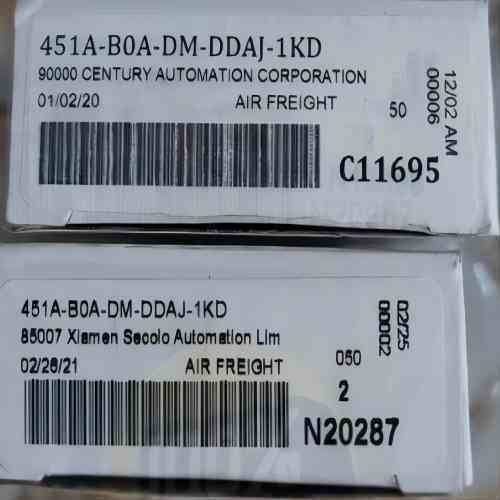 451A-B0A-DM-DDAJ-1KD
90000 CENTURY AUTOMATION CORPORATION
01/02/20 AIR FREIGHT 50
12/02 AM
00006
C11695
451A-B0A-DM-DDAJ-1KD
85007 Xiamen Secolo Automation Lim
02/26/21 AIR FREIGHT 050
02/25
00002
2
N20287